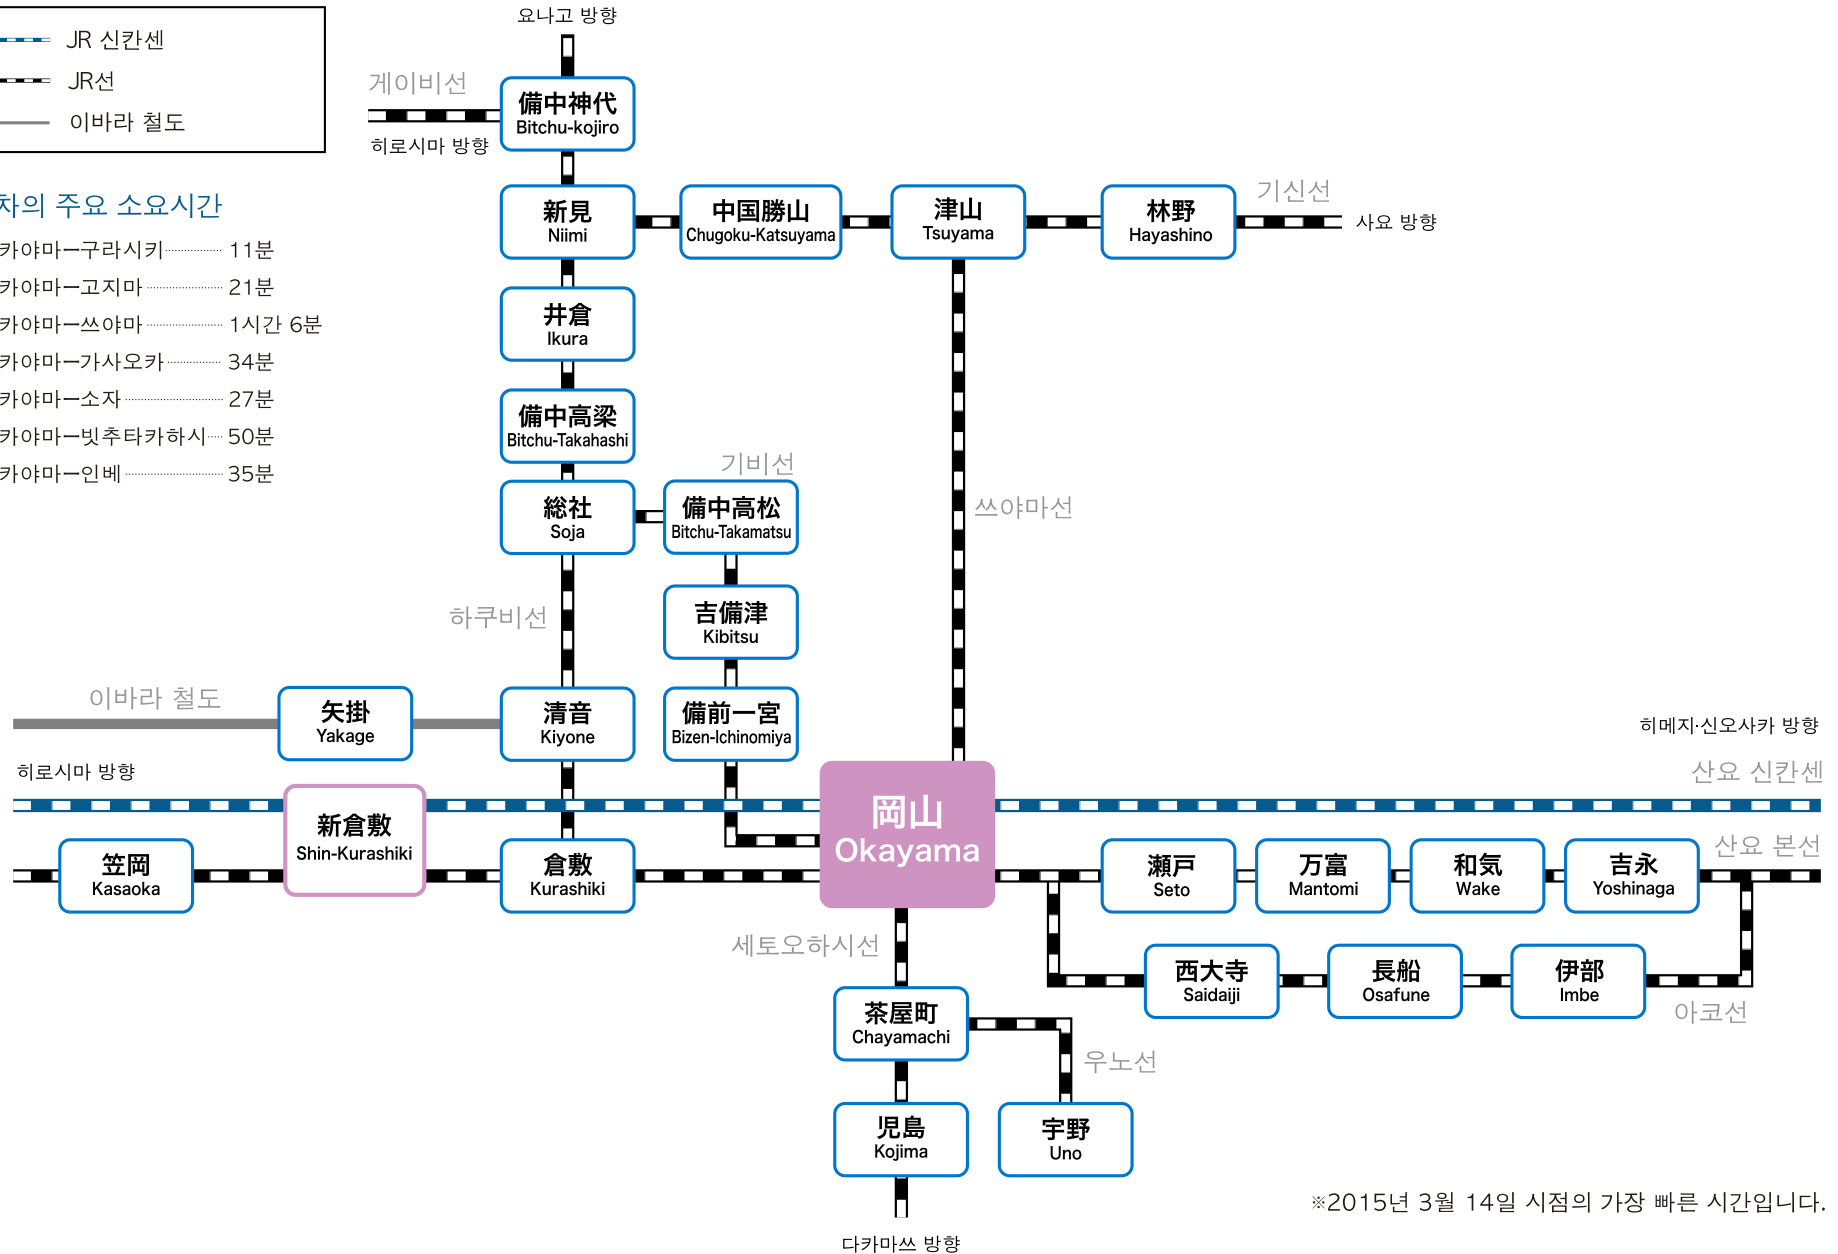 JR 신칸센
JR선
이바라 철도
차의 주요 소요시간
카야마ー구라시키 11분
카야마ー고지마 21분
카야마ー쓰야마 1시간 6분
카야마ー가사오카 34분
카야마ー소자 27분
카야마ー빗추타카하시 50분
카야마ー인베 35분
요나고 방향
게이비선
히로시마 방향
備中神代
Bitchu-kojiro
新見
Niimi
中国勝山
Chugoku-Katsuyama
津山
Tsuyama
林野
Hayashino
기신선
사요 방향
井倉
Ikura
備中高梁
Bitchu-Takahashi
기비선
総社
Soja
備中高松
Bitchu-Takamatsu
쓰야마선
吉備津
Kibitsu
하쿠비선
이바라 철도
矢掛
Yakage
清音
Kiyone
備前一宮
Bizen-Ichinomiya
히메지·신오사카 방향
히로시마 방향
산요 신칸센
新倉敷
Shin-Kurashiki
岡山
Okayama
산요 본선
笠岡
Kasaoka
倉敷
Kurashiki
瀬戸
Seto
万富
Mantomi
和気
Wake
吉永
Yoshinaga
세토오하시선
西大寺
Saidaiji
長船
Osafune
伊部
Imbe
아코선
茶屋町
Chayamachi
우노선
児島
Kojima
宇野
Uno
다카마쓰 방향
※2015년 3월 14일 시점의 가장 빠른 시간입니다.